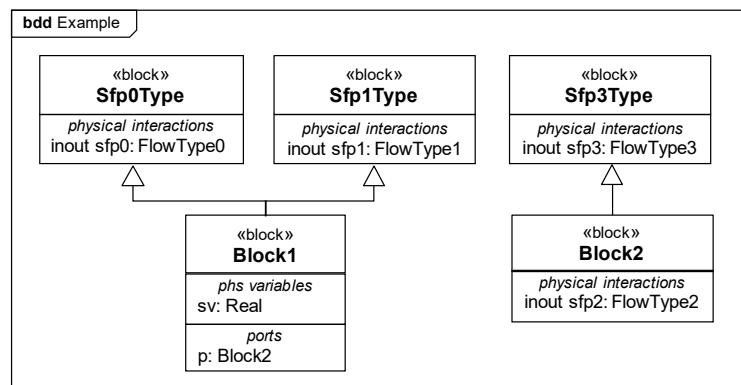 bdd Example
«block»
Sfp0Type
physical interactions
inout sfp0: FlowType0
«block»
Sfp1Type
physical interactions
inout sfp1: FlowType1
«block»
Sfp3Type
physical interactions
inout sfp3: FlowType3
«block»
Block1
phs variables
sv: Real
ports
p: Block2
«block»
Block2
physical interactions
inout sfp2: FlowType2